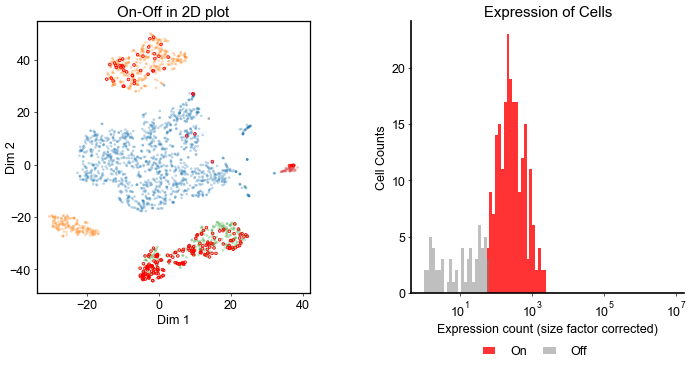 On-Off in 2D plot
Dim 2
40
20
0
−20
−40
−20
0
20
40
Dim 1
Expression of Cells
Cell Counts
20
15
10
5
0
10^1
10^3
10^5
10^7
Expression count (size factor corrected)
On Off